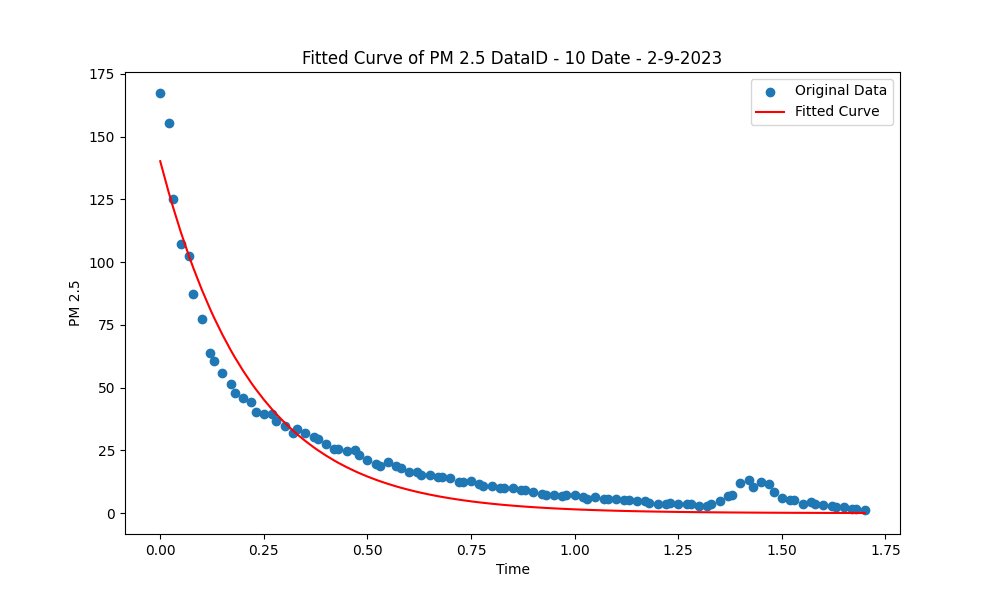 Fitted Curve of PM 2.5 DataID - 10 Date - 2-9-2023
Original Data
Fitted Curve
175
150
125
100
75
50
25
0
PM 2.5
0.00 0.25 0.50 0.75 1.00 1.25 1.50 1.75
Time